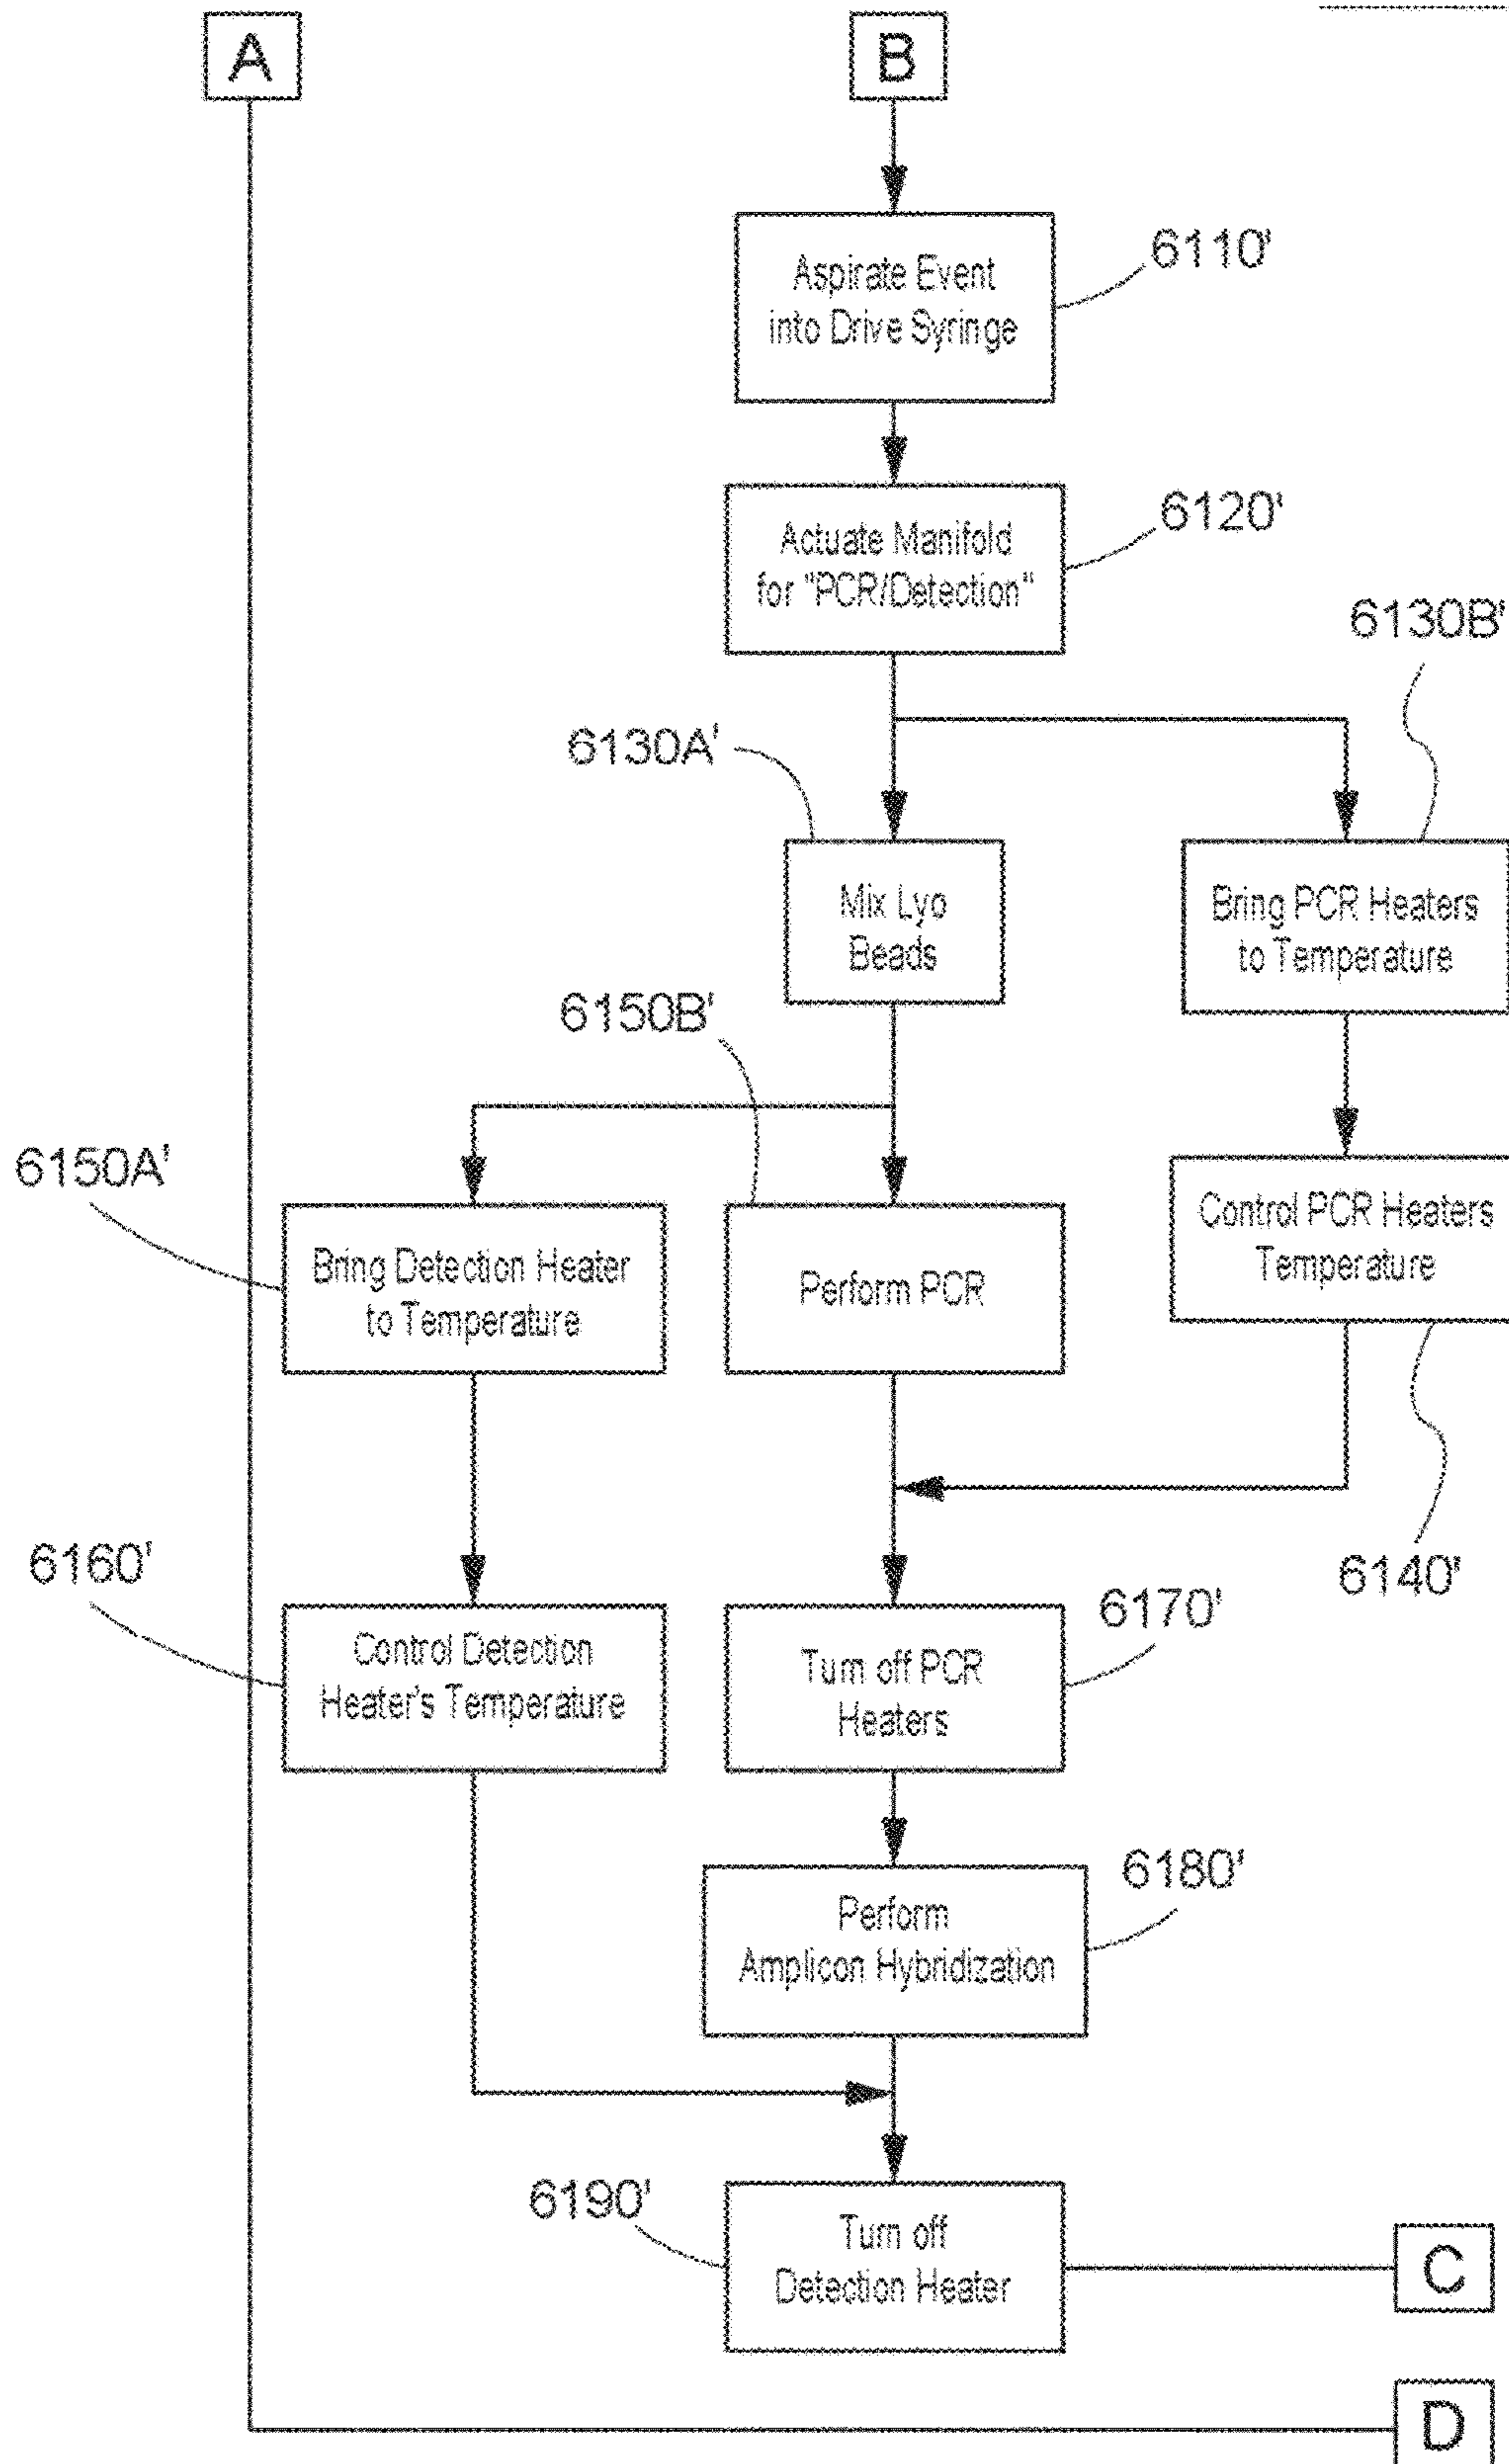 A
B
Aspirate Event
into Drive Syringe
6110'
Actuate Manifold
for "PCR/Detection"
6120'
6130B'
6130A'
Mix Lyo
Beads
Bring PCR Heaters
to Temperature
6150B'
6150A'
Bring Detection Heater
to Temperature
Perform PCR
Control PCR Heaters
Temperature
6160'
6140'
Control Detection
Heater's Temperature
Turn off PCR
Heaters
6170'
Perform
Amplicon Hybridization
6180'
6190'
Turn off
Detection Heater
C
D